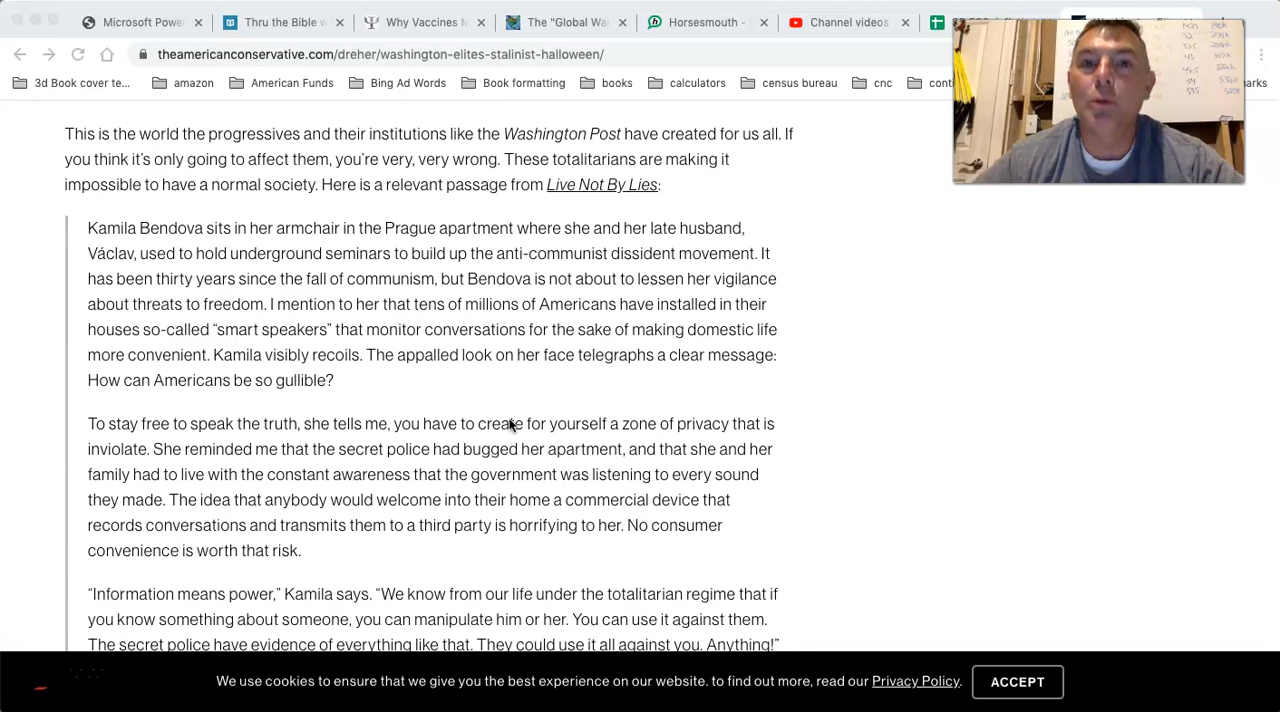 Microsoft Power
Thru the Bible w
Why Vaccines M
The "Global Wa
Horsesmouth -
Channel videos
theamericanconservative.com/dreher/washington-elites-stalinist-halloween/
3d Book cover te...
amazon
American Funds
Bing Ad Words
Book formatting
books
calculators
census bureau
cnc
This is the world the progressives and their institutions like the Washington Post have created for us all. If
you think it’s only going to affect them, you’re very, very wrong. These totalitarians are making it
impossible to have a normal society. Here is a relevant passage from Live Not By Lies:
Kamila Bendova sits in her armchair in the Prague apartment where she and her late husband,
Václav, used to hold underground seminars to build up the anti-communist dissident movement. It
has been thirty years since the fall of communism, but Bendova is not about to lessen her vigilance
about threats to freedom. I mention to her that tens of millions of Americans have installed in their
houses so-called “smart speakers” that monitor conversations for the sake of making domestic life
more convenient. Kamila visibly recoils. The appalled look on her face telegraphs a clear message:
How can Americans be so gullible?
To stay free to speak the truth, she tells me, you have to create for yourself a zone of privacy that is
inviolate. She reminded me that the secret police had bugged her apartment, and that she and her
family had to live with the constant awareness that the government was listening to every sound
they made. The idea that anybody would welcome into their home a commercial device that
records conversations and transmits them to a third party is horrifying to her. No consumer
convenience is worth that risk.
“Information means power,” Kamila says. “We know from our life under the totalitarian regime that if
you know something about someone, you can manipulate him or her. You can use it against them.
The secret police have evidence of everything like that. They could use it all against you. Anything!”
We use cookies to ensure that we give you the best experience on our website. to find out more, read our Privacy Policy.
ACCEPT